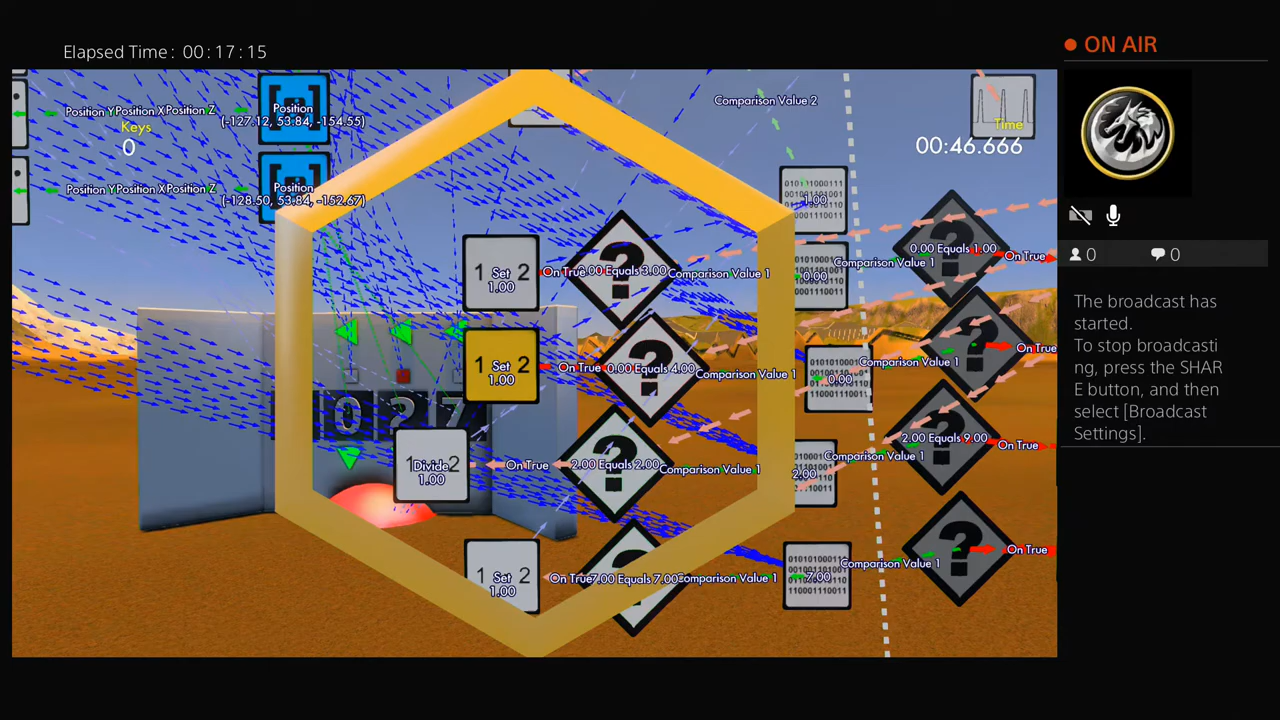 Elapsed Time: 00:17:15
ON AIR
Position Y Position X Position Z
Position
(-127.12, 53.84, -154.55)
Keys
0
Comparison Value 2
Time
00:46.666
Position Y Position X Position Z
Position
(-128.50, 53.84, -152.67)
1.00
0
0
1 Set 2
1.00
On True
0.00 Equals 3.00
Comparison Value 1
0.00
Comparison Value 1
0.00 Equals 1.00
On True
1 Set 2
1.00
On True
0.00 Equals 4.00
Comparison Value 1
0.00
Comparison Value 1
On True
027
1 Divide 2
1.00
On True
2.00 Equals 2.00
Comparison Value 1
2.00
Comparison Value 1
2.00 Equals 9.00
On True
1 Set 2
1.00
On True
7.00 Equals 7.00
Comparison Value 1
7.00
Comparison Value 1
On True
The broadcast has
started.
To stop broadcasti
ng, press the SHAR
E button, and then
select [Broadcast
Settings].